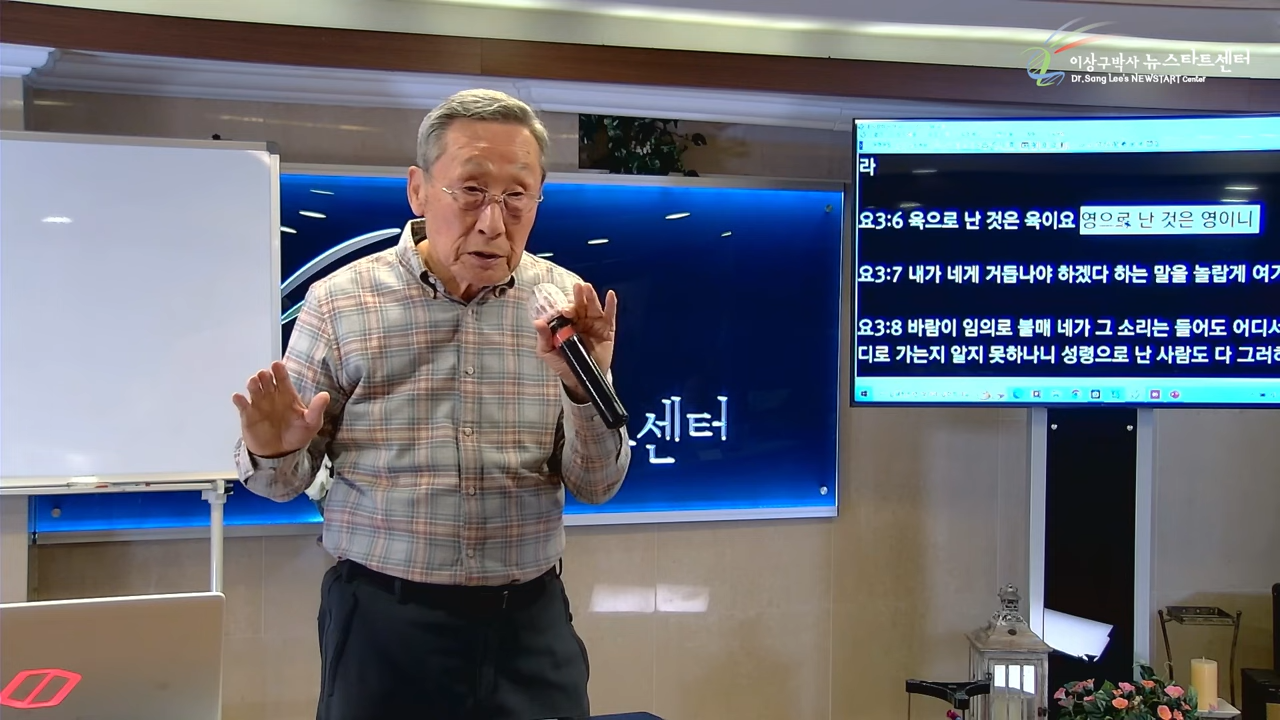 이상구박사 뉴스타트센터
Dr. Sang Lee's NEWSTART Center
라
요3:6 육으로 난 것은 육이요 영으로 난 것은 영이니
요3:7 내가 네게 거듭나야 하겠다 하는 말을 놀랍게 여기
요3:8 바람이 임의로 불매 네가 그 소리는 들어도 어디서
디로 가는지 알지 못하나니 성령으로 난 사람도 다 그러하
센터